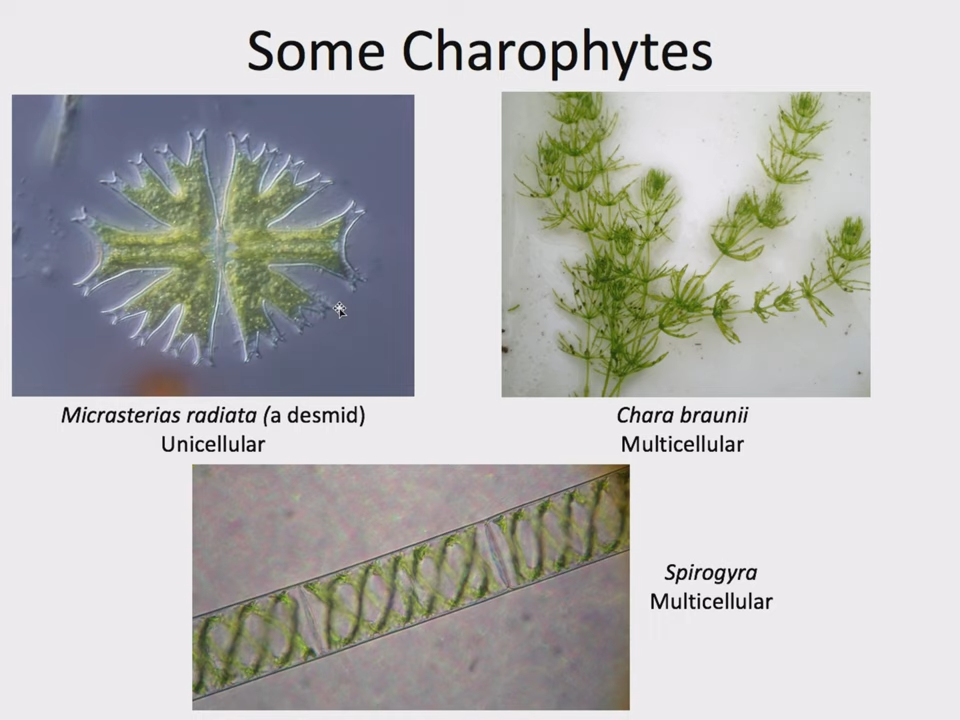 Some Charophytes
Micrasterias radiata (a desmid)
Unicellular
Chara braunii
Multicellular
Spirogyra
Multicellular